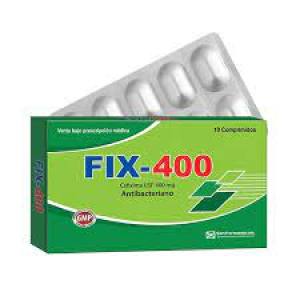 Venta bajo prescripción médica
10 Comprimidos
FIX-400
Cefixima USP 400 mg
Antibacteriano
GMP